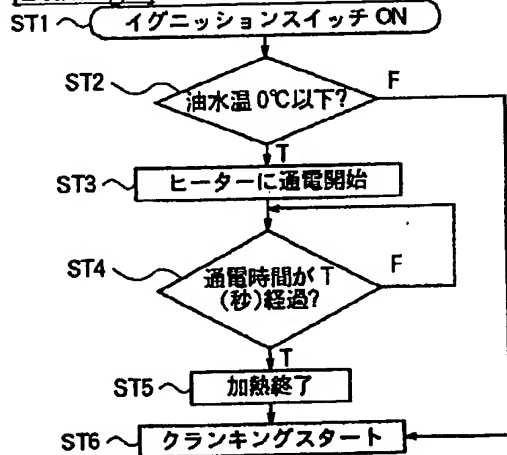 ST1 イグニッションスイッチ ON
ST2 油水温 0℃以下? F
T
ST3 ヒーターに通電開始
ST4 通電時間が T F
(秒)経過?
T
ST5 加熱終了
ST6 クランキングスタート